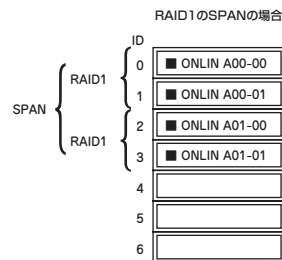 RAID1のSPANの場合
ID
0 ■ ONLIN A00-00
RAID1
1 ■ ONLIN A00-01
SPAN
2 ■ ONLIN A01-00
RAID1
3 ■ ONLIN A01-01
4
5
6